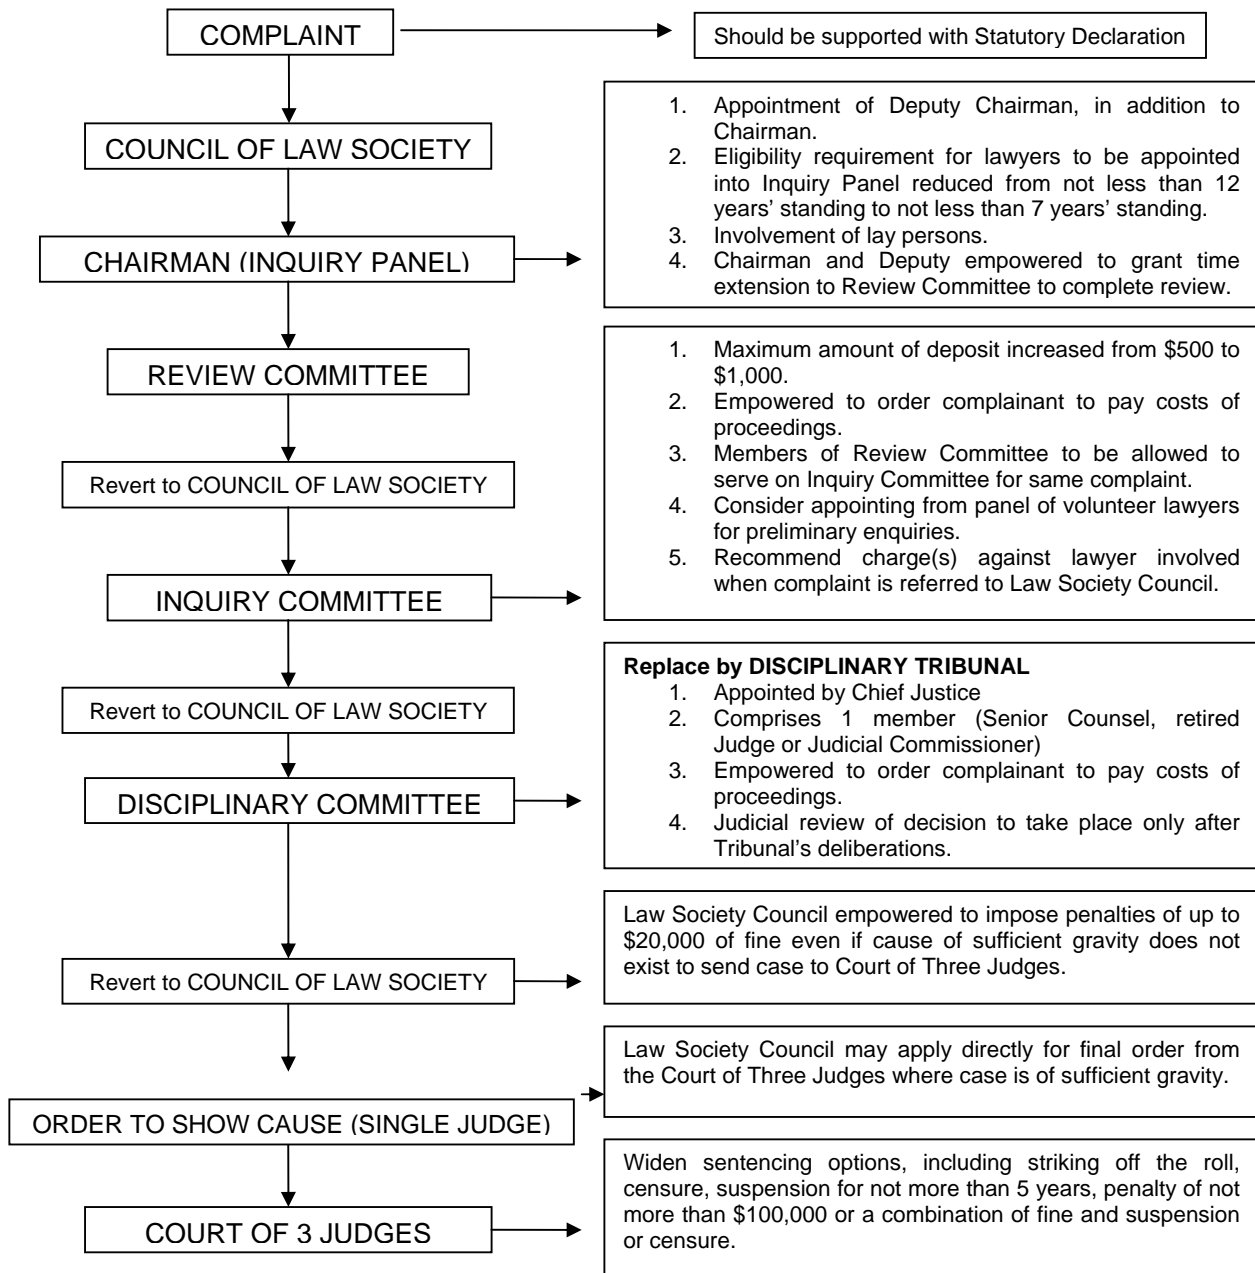 COMPLAINT
Should be supported with Statutory Declaration
COUNCIL OF LAW SOCIETY
1. Appointment of Deputy Chairman, in addition to
Chairman.
2. Eligibility requirement for lawyers to be appointed
into Inquiry Panel reduced from not less than 12
years’ standing to not less than 7 years’ standing.
3. Involvement of lay persons.
4. Chairman and Deputy empowered to grant time
extension to Review Committee to complete review.
CHAIRMAN (INQUIRY PANEL)
REVIEW COMMITTEE
Revert to COUNCIL OF LAW SOCIETY
1. Maximum amount of deposit increased from $500 to
$1,000.
2. Empowered to order complainant to pay costs of
proceedings.
3. Members of Review Committee to be allowed to
serve on Inquiry Committee for same complaint.
4. Consider appointing from panel of volunteer lawyers
for preliminary enquiries.
5. Recommend charge(s) against lawyer involved
when complaint is referred to Law Society Council.
INQUIRY COMMITTEE
Revert to COUNCIL OF LAW SOCIETY
Replace by DISCIPLINARY TRIBUNAL
1. Appointed by Chief Justice
2. Comprises 1 member (Senior Counsel, retired
Judge or Judicial Commissioner)
3. Empowered to order complainant to pay costs of
proceedings.
4. Judicial review of decision to take place only after
Tribunal’s deliberations.
DISCIPLINARY COMMITTEE
Law Society Council empowered to impose penalties of up to
$20,000 of fine even if cause of sufficient gravity does not
exist to send case to Court of Three Judges.
Revert to COUNCIL OF LAW SOCIETY
Law Society Council may apply directly for final order from
the Court of Three Judges where case is of sufficient gravity.
ORDER TO SHOW CAUSE (SINGLE JUDGE)
Widen sentencing options, including striking off the roll,
censure, suspension for not more than 5 years, penalty of not
more than $100,000 or a combination of fine and suspension
or censure.
COURT OF 3 JUDGES